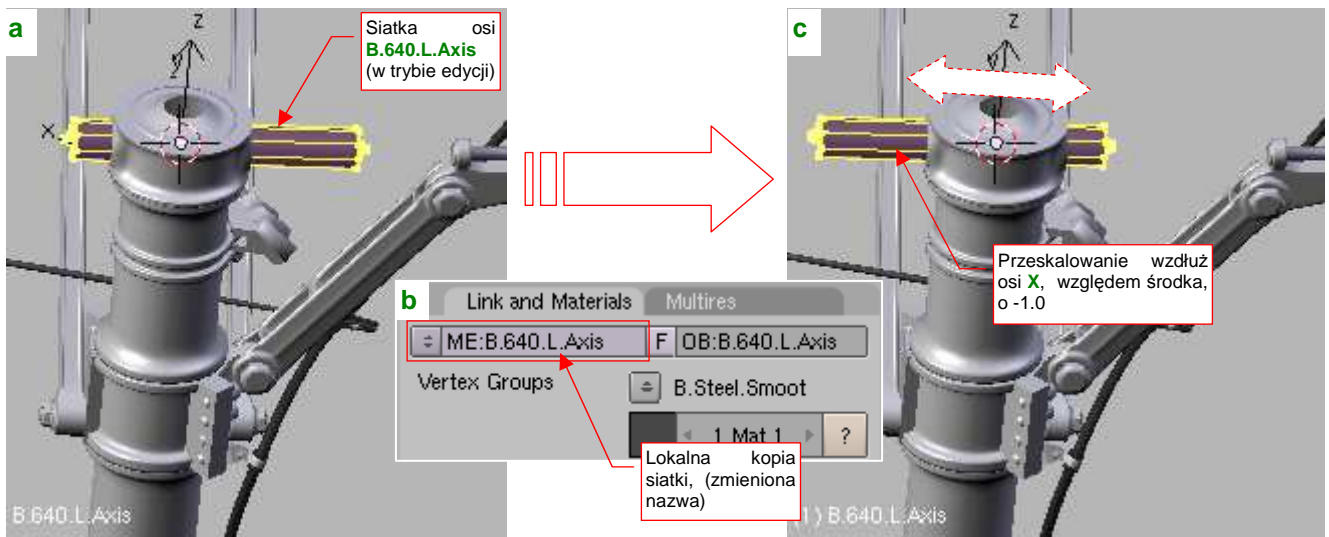 a
z
y
x
Siatka osi
B.640.L.Axis
(w trybie edycji)
B.640.L.Axis
b
Link and Materials
Multires
ME:B.640.L.Axis
F
OB:B.640.L.Axis
Vertex Groups
B.Steel.Smoot
1 Mat 1
?
Lokalna kopia
siatki, (zmieniona
nazwa)
c
z
Przeskalowanie wzdłuż
osi X, względem środka,
o -1.0
(1) B.640.L.Axis